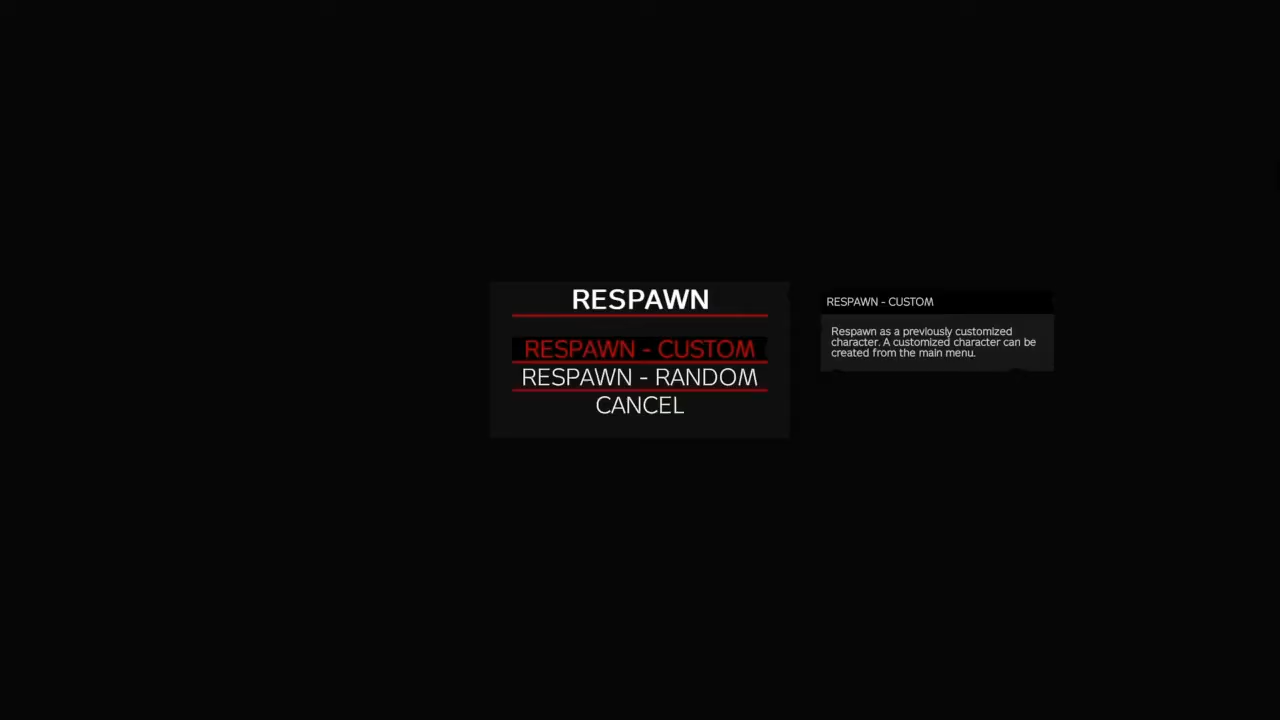 RESPAWN
RESPAWN - CUSTOM
RESPAWN - RANDOM
CANCEL
RESPAWN - CUSTOM
Respawn as a previously customized
character. A customized character can be
created from the main menu.